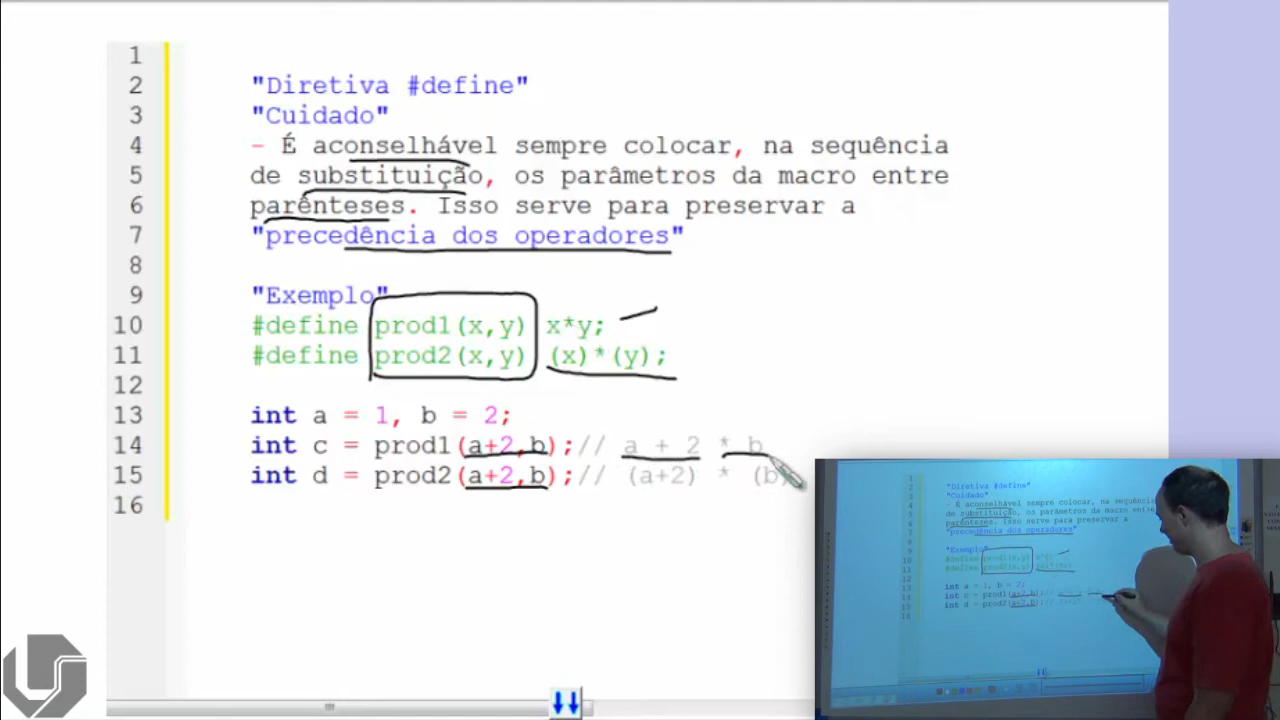 1
2 "Diretiva #define"
3 "Cuidado"
4 - É aconselhável sempre colocar, na sequência
5 de substituição, os parâmetros da macro entre
6 parênteses. Isso serve para preservar a
7 "precedência dos operadores"
8
9 "Exemplo"
10 #define prod1(x,y) x*y;
11 #define prod2(x,y) (x)*(y);
12
13 int a = 1, b = 2;
14 int c = prod1(a+2,b);// a + 2 * b
15 int d = prod2(a+2,b);// (a+2) * (b)
16